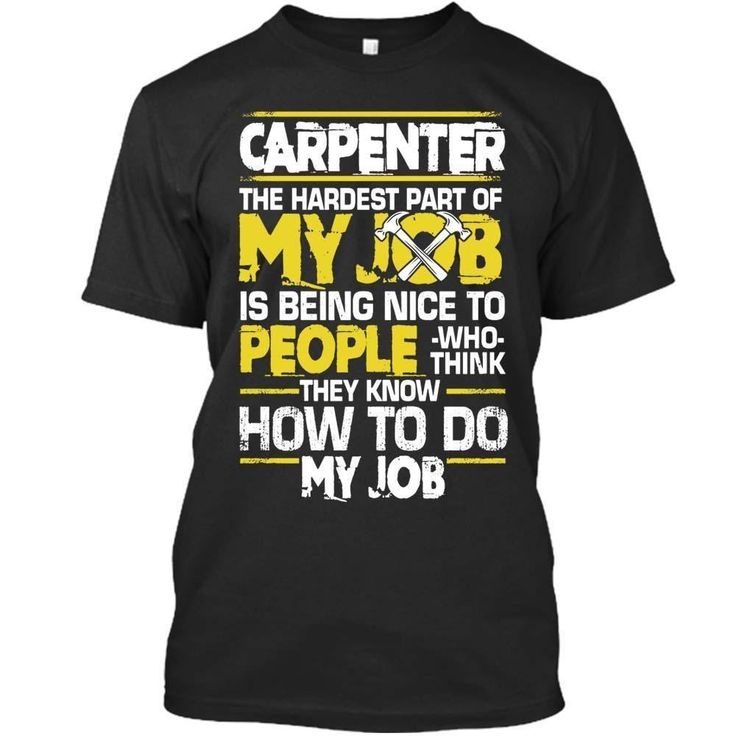 CARPENTER
THE HARDEST PART OF
MY JOB
IS BEING NICE TO
PEOPLE -WHO-
THINK
THEY KNOW
HOW TO DO
MY JOB